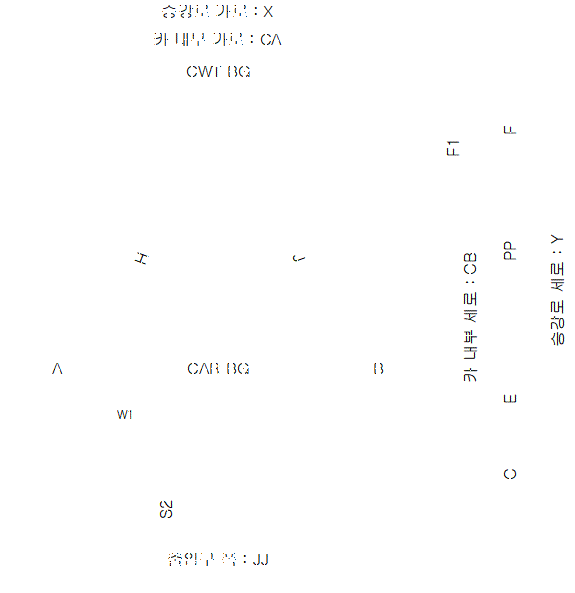 승강로 가로 : X
카 내부 가로 : CA
CWT BG
F
F1
승강로 세로 : Y
PP
카 내부 세로 : CB
H
J
A
CAR BG
B
E
W1
C
S2
출입구 폭 : JJ